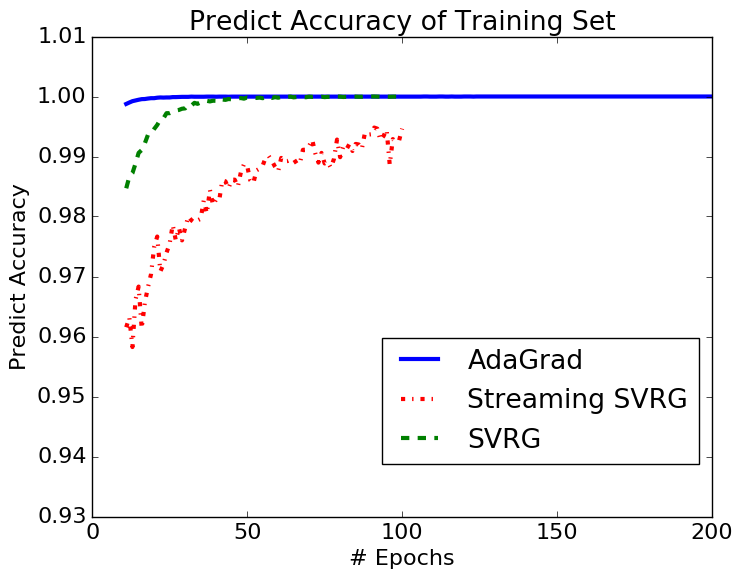 Predict Accuracy of Training Set
1.01
1.00
0.99
0.98
0.97
0.96
0.95
0.94
0.93
Predict Accuracy
AdaGrad
Streaming SVRG
SVRG
0
50
100
150
200
# Epochs